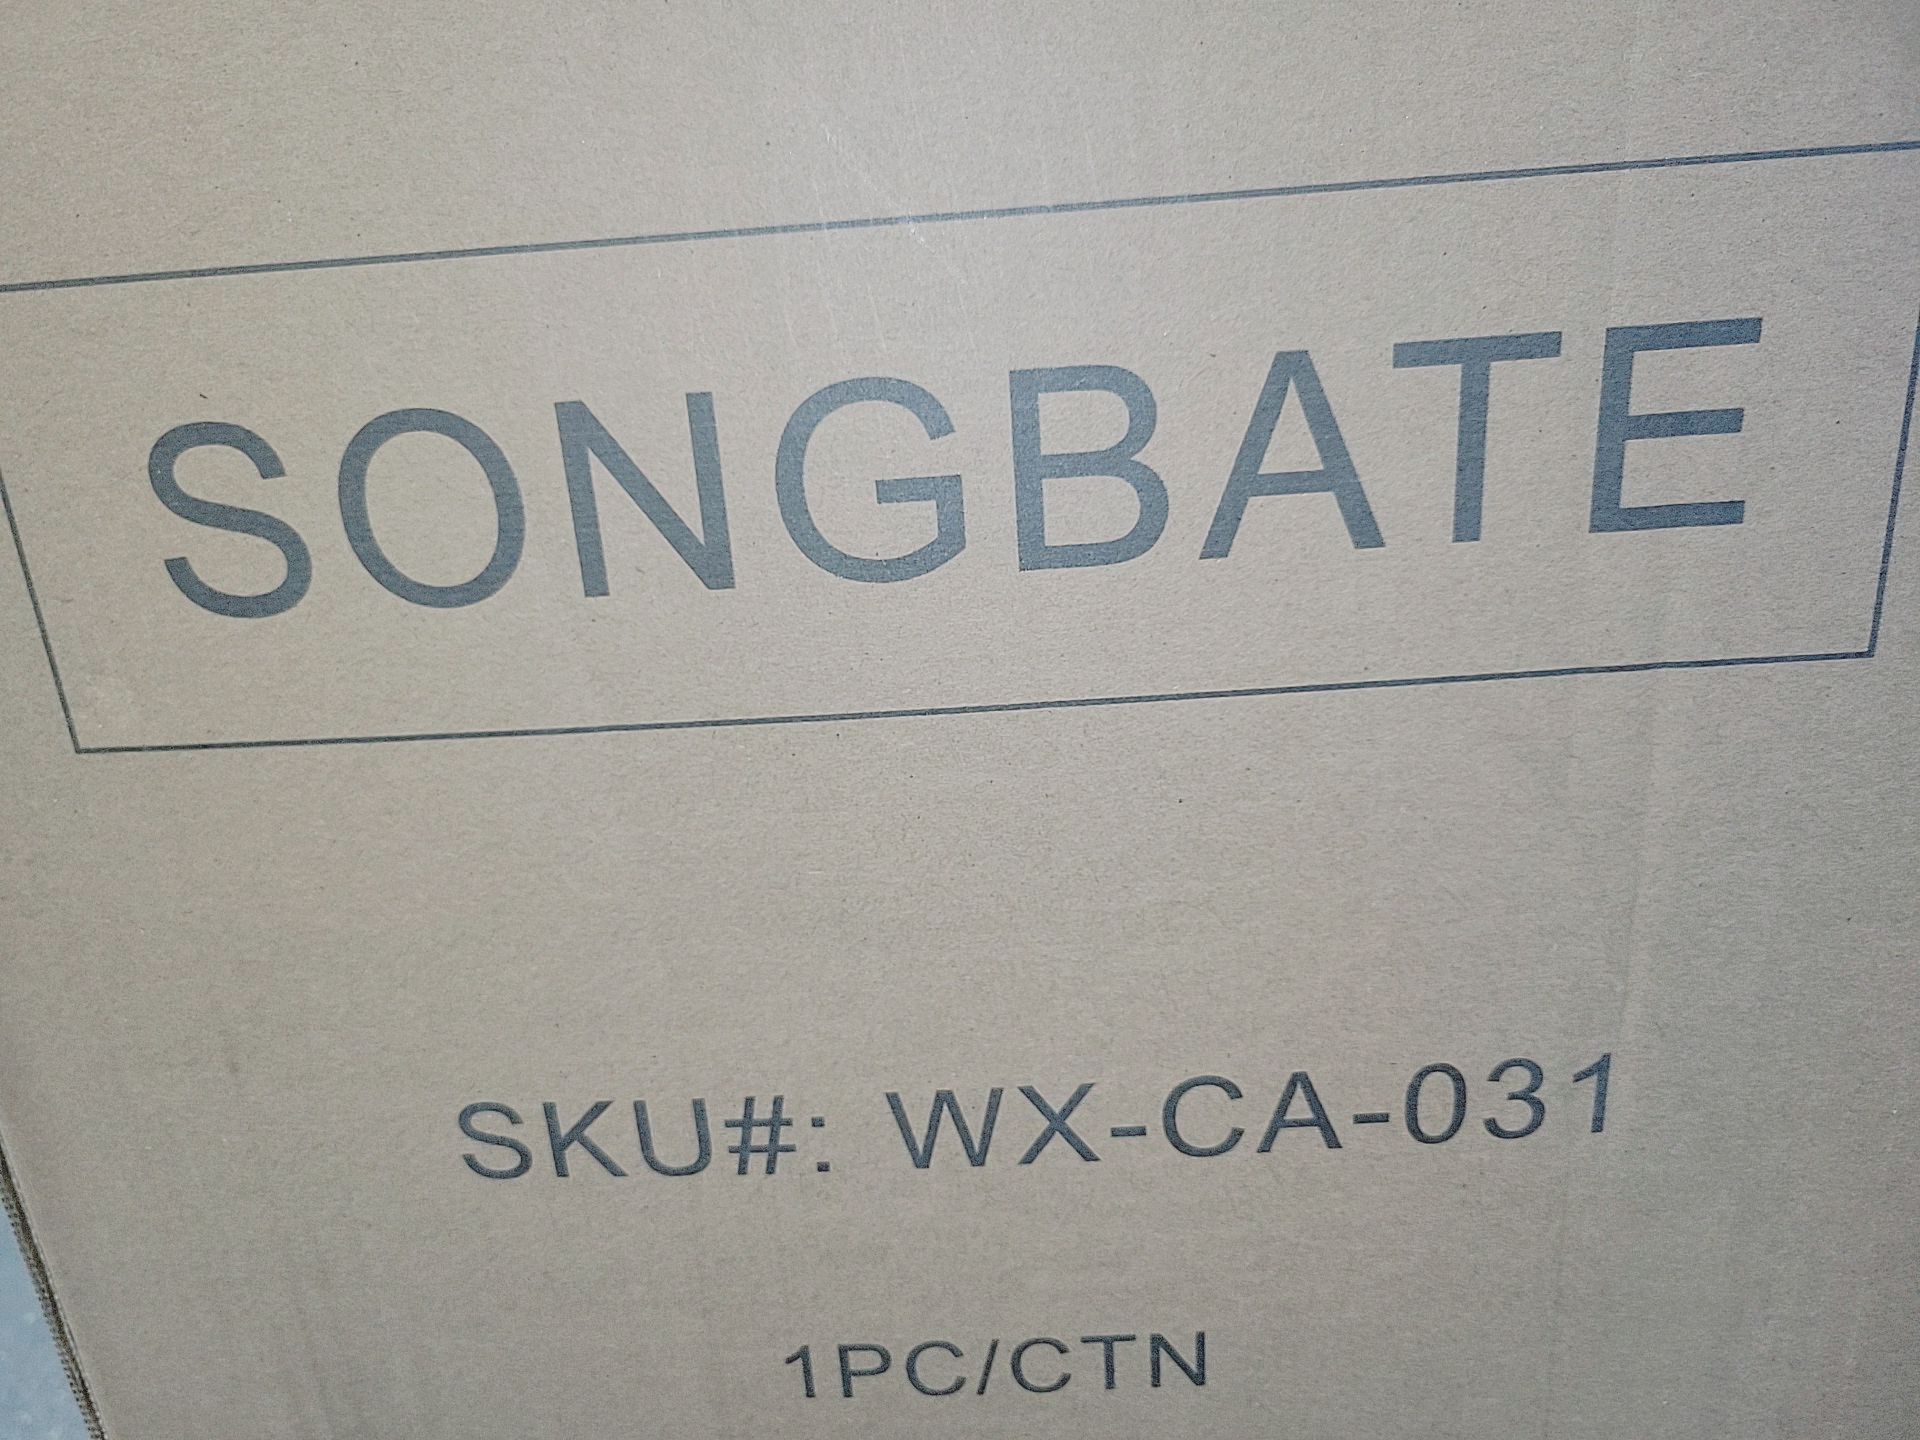 SONGBATE
SKU#: WX-CA-031
1PC/CTN